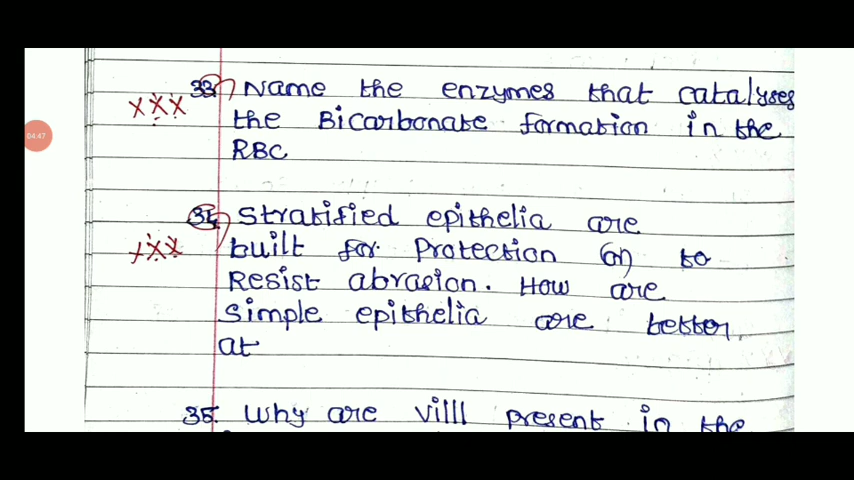 04:47
33) Name the enzymes that catalyses
xxx
the Bicarbonate formation in the
RBC
34) Stratified epithelia are
xxx
built for Protection (or) to
Resist abrasion. How are
Simple epithelia are better
at
35. Why are villi present in the